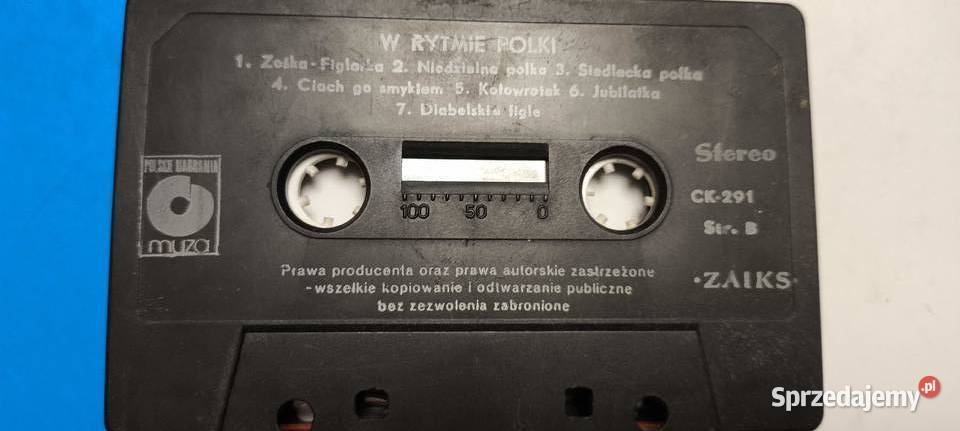 W RYTMIE POLKI
1. Zośka-Figlarka 2. Niedzielna polka 3. Siedlecka polka
4. Ciach go smykiem 5. Kołowrotek 6. Jubilatka
7. Diabelskie figle
POLSKIE NAGRANIA
muza
100 50 0
Stereo
CK-291
Str. B
·ZAIKS·
Prawa producenta oraz prawa autorskie zastrzeżone
-wszelkie kopiowanie i odtwarzanie publiczne
bez zezwolenia zabronione
Sprzedajemy.pl